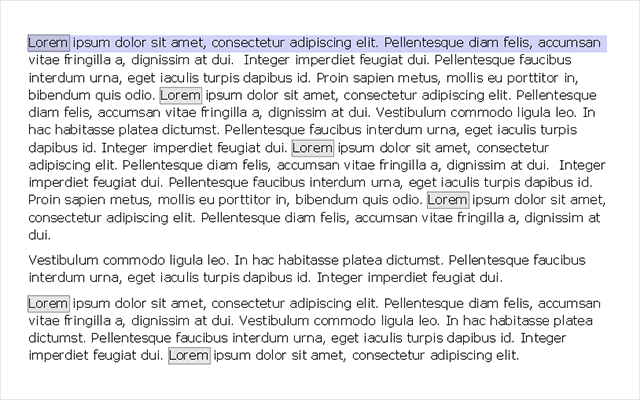 Lorem ipsum dolor sit amet, consectetur adipiscing elit. Pellentesque diam felis, accumsan
vitae fringilla a, dignissim at dui.  Integer imperdiet feugiat dui. Pellentesque faucibus
interdum urna, eget iaculis turpis dapibus id. Proin sapien metus, mollis eu porttitor in,
bibendum quis odio. Lorem ipsum dolor sit amet, consectetur adipiscing elit. Pellentesque
diam felis, accumsan vitae fringilla a, dignissim at dui. Vestibulum commodo ligula leo. In
hac habitasse platea dictumst. Pellentesque faucibus interdum urna, eget iaculis turpis
dapibus id. Integer imperdiet feugiat dui. Lorem ipsum dolor sit amet, consectetur
adipiscing elit. Pellentesque diam felis, accumsan vitae fringilla a, dignissim at dui.  Integer
imperdiet feugiat dui. Pellentesque faucibus interdum urna, eget iaculis turpis dapibus id.
Proin sapien metus, mollis eu porttitor in, bibendum quis odio. Lorem ipsum dolor sit amet,
consectetur adipiscing elit. Pellentesque diam felis, accumsan vitae fringilla a, dignissim at
dui.
Vestibulum commodo ligula leo. In hac habitasse platea dictumst. Pellentesque faucibus
interdum urna, eget iaculis turpis dapibus id. Integer imperdiet feugiat dui.
Lorem ipsum dolor sit amet, consectetur adipiscing elit. Pellentesque diam felis, accumsan
vitae fringilla a, dignissim at dui. Vestibulum commodo ligula leo. In hac habitasse platea
dictumst. Pellentesque faucibus interdum urna, eget iaculis turpis dapibus id. Integer
imperdiet feugiat dui. Lorem ipsum dolor sit amet, consectetur adipiscing elit.